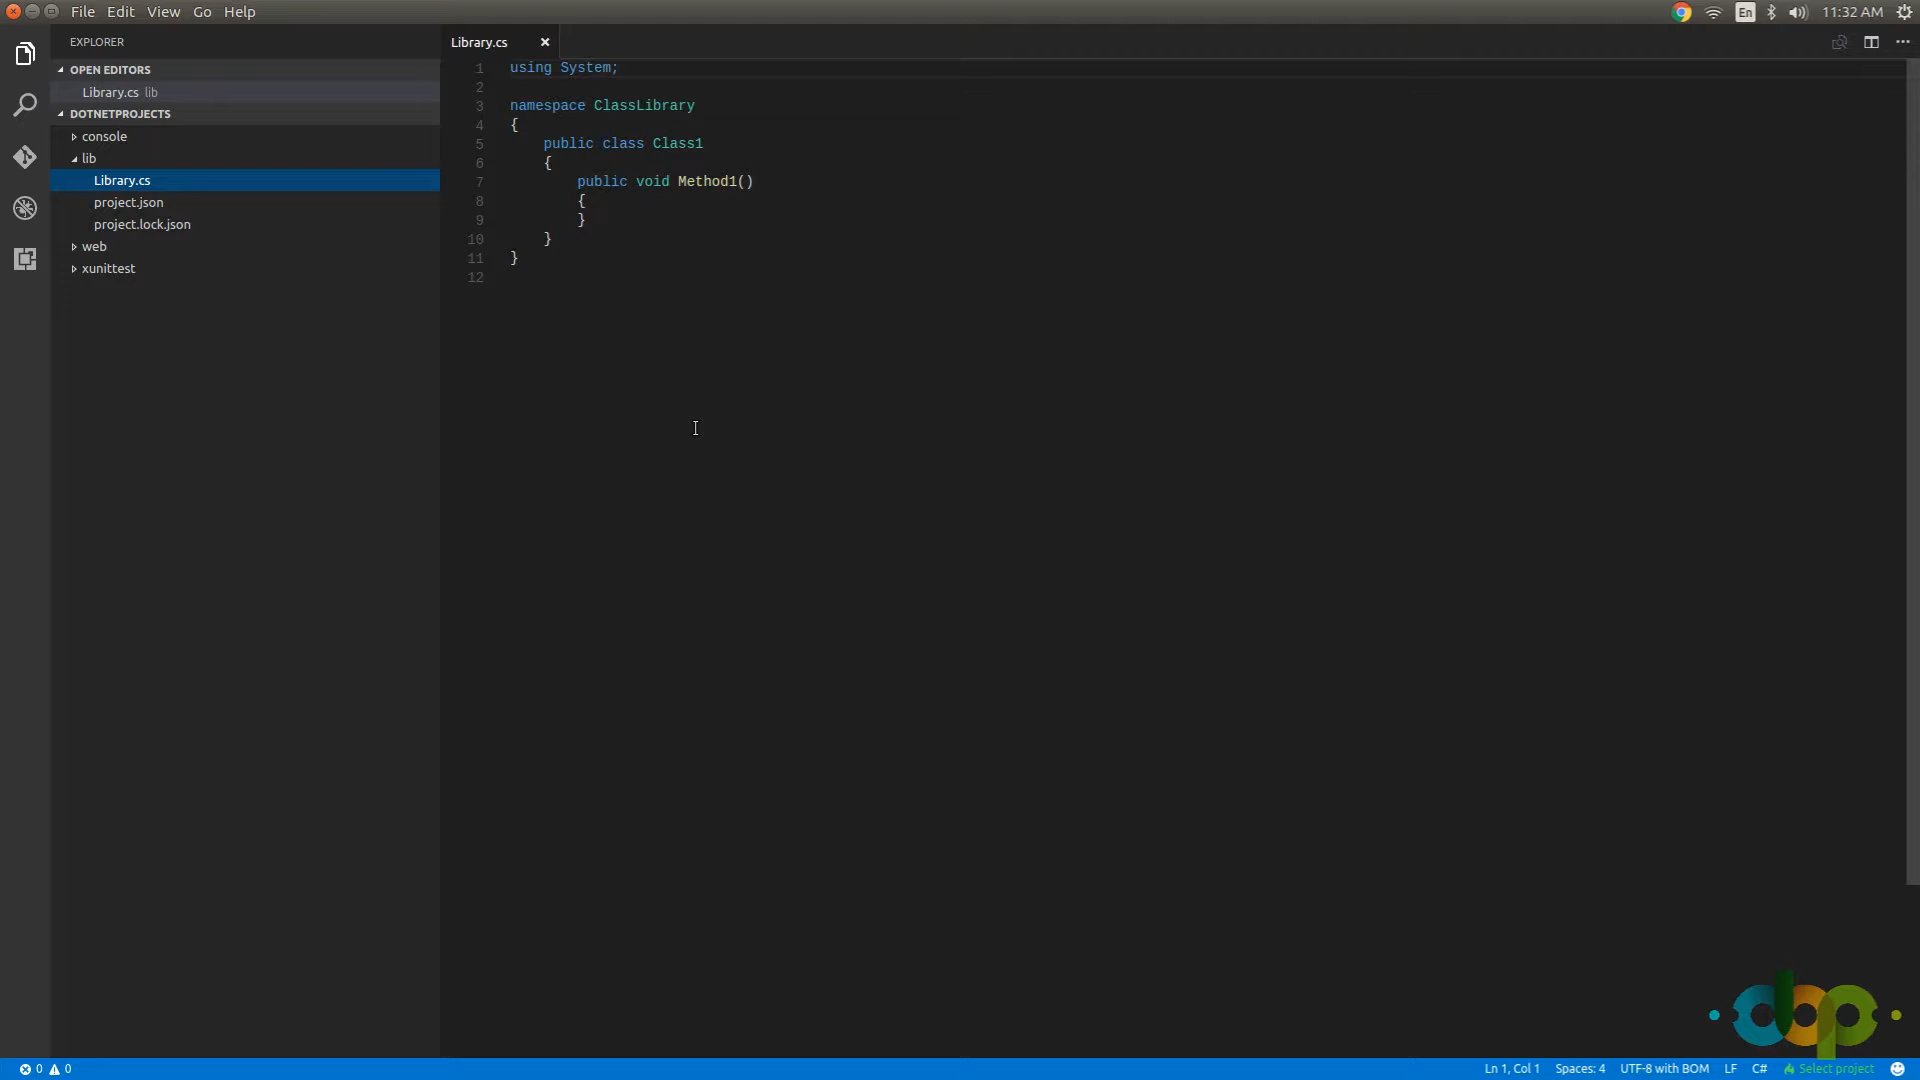 File Edit View Go Help
En 11:32 AM
EXPLORER
OPEN EDITORS
Library.cs lib
DOTNETPROJECTS
console
lib
Library.cs
project.json
project.lock.json
web
xunittest
Library.cs
1 using System;
2
3 namespace ClassLibrary
4 {
5 public class Class1
6 {
7 public void Method1()
8 {
9 }
10 }
11 }
12
dbp
0 0
Ln 1, Col 1 Spaces: 4 UTF-8 with BOM LF C# Select project